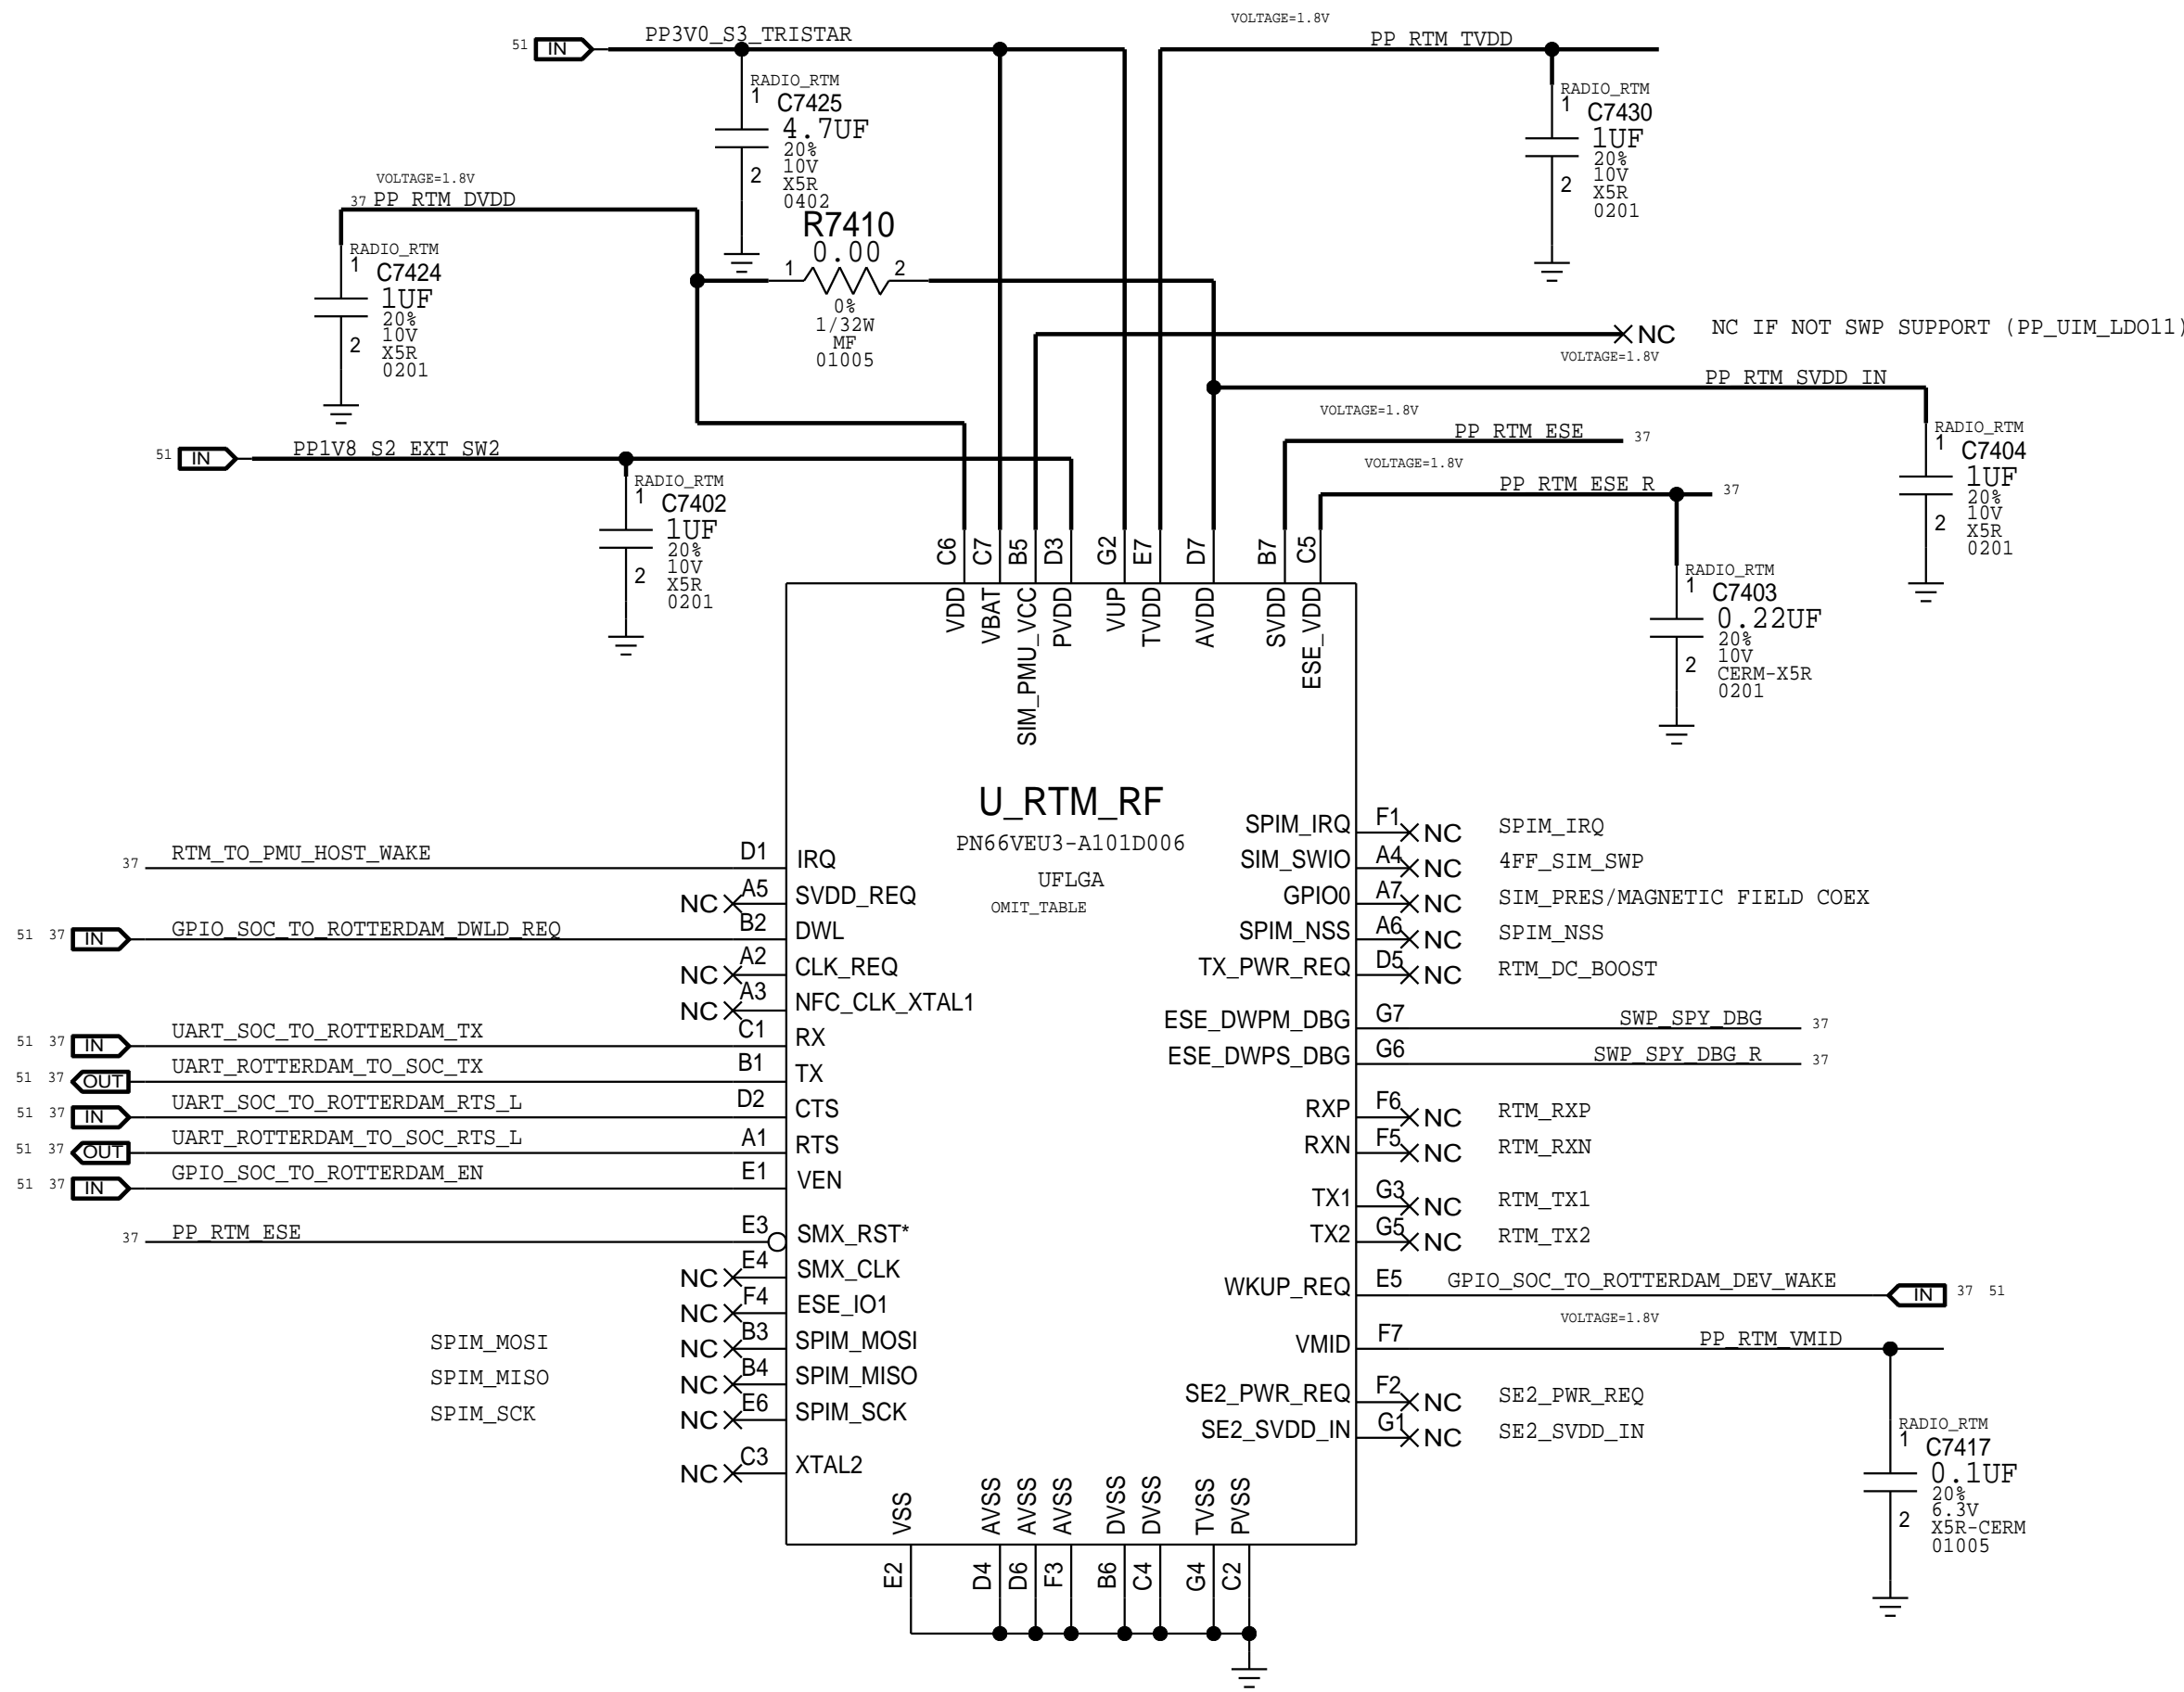 VOLTAGE=1.8V
51 IN PP3V0_S3_TRISTAR
PP_RTM_TVDD
RADIO_RTM
1
C7425
4.7UF
20%
10V
2
X5R
0402
RADIO_RTM
1
C7430
1UF
20%
10V
2
X5R
0201
VOLTAGE=1.8V
37 PP_RTM_DVDD
RADIO_RTM
1
C7424
1UF
20%
10V
2
X5R
0201
R7410
0.00
1 2
0%
1/32W
MF
01005
NC NC IF NOT SWP SUPPORT (PP_UIM_LDO11)
VOLTAGE=1.8V
PP_RTM_SVDD_IN
VOLTAGE=1.8V
PP_RTM_ESE 37
VOLTAGE=1.8V
PP_RTM_ESE_R 37
RADIO_RTM
1
C7404
1UF
20%
10V
2
X5R
0201
51 IN PP1V8_S2_EXT_SW2
RADIO_RTM
1
C7402
1UF
20%
10V
2
X5R
0201
RADIO_RTM
1
C7403
0.22UF
20%
10V
2
CERM-X5R
0201
C6 C7 B5 D3 G2 E7 D7 B7 C5
VDD VBAT SIM_PMU_VCC PVDD VUP TVDD AVDD SVDD ESE_VDD
U_RTM_RF
PN66VEU3-A101D006
UFLGA
OMIT_TABLE
37 RTM_TO_PMU_HOST_WAKE D1 IRQ
NC A5 SVDD_REQ
51 37 IN GPIO_SOC_TO_ROTTERDAM_DWLD_REQ B2 DWL
NC A2 CLK_REQ
NC A3 NFC_CLK_XTAL1
51 37 IN UART_SOC_TO_ROTTERDAM_TX C1 RX
51 37 OUT UART_ROTTERDAM_TO_SOC_TX B1 TX
51 37 IN UART_SOC_TO_ROTTERDAM_RTS_L D2 CTS
51 37 OUT UART_ROTTERDAM_TO_SOC_RTS_L A1 RTS
51 37 IN GPIO_SOC_TO_ROTTERDAM_EN E1 VEN
37 PP_RTM_ESE E3 SMX_RST*
NC E4 SMX_CLK
NC F4 ESE_IO1
SPIM_MOSI NC B3 SPIM_MOSI
SPIM_MISO NC B4 SPIM_MISO
SPIM_SCK NC E6 SPIM_SCK
NC C3 XTAL2
SPIM_IRQ F1 NC SPIM_IRQ
SIM_SWIO A4 NC 4FF_SIM_SWP
GPIO0 A7 NC SIM_PRES/MAGNETIC FIELD COEX
SPIM_NSS A6 NC SPIM_NSS
TX_PWR_REQ D5 NC RTM_DC_BOOST
ESE_DWPM_DBG G7 SWP_SPY_DBG 37
ESE_DWPS_DBG G6 SWP_SPY_DBG_R 37
RXP F6 NC RTM_RXP
RXN F5 NC RTM_RXN
TX1 G3 NC RTM_TX1
TX2 G5 NC RTM_TX2
WKUP_REQ E5 GPIO_SOC_TO_ROTTERDAM_DEV_WAKE IN 37 51
VOLTAGE=1.8V
VMID F7 PP_RTM_VMID
SE2_PWR_REQ F2 NC SE2_PWR_REQ
SE2_SVDD_IN G1 NC SE2_SVDD_IN
RADIO_RTM
1
C7417
0.1UF
20%
6.3V
2
X5R-CERM
01005
VSS AVSS AVSS AVSS DVSS DVSS TVSS PVSS
E2 D4 D6 F3 B6 C4 G4 C2